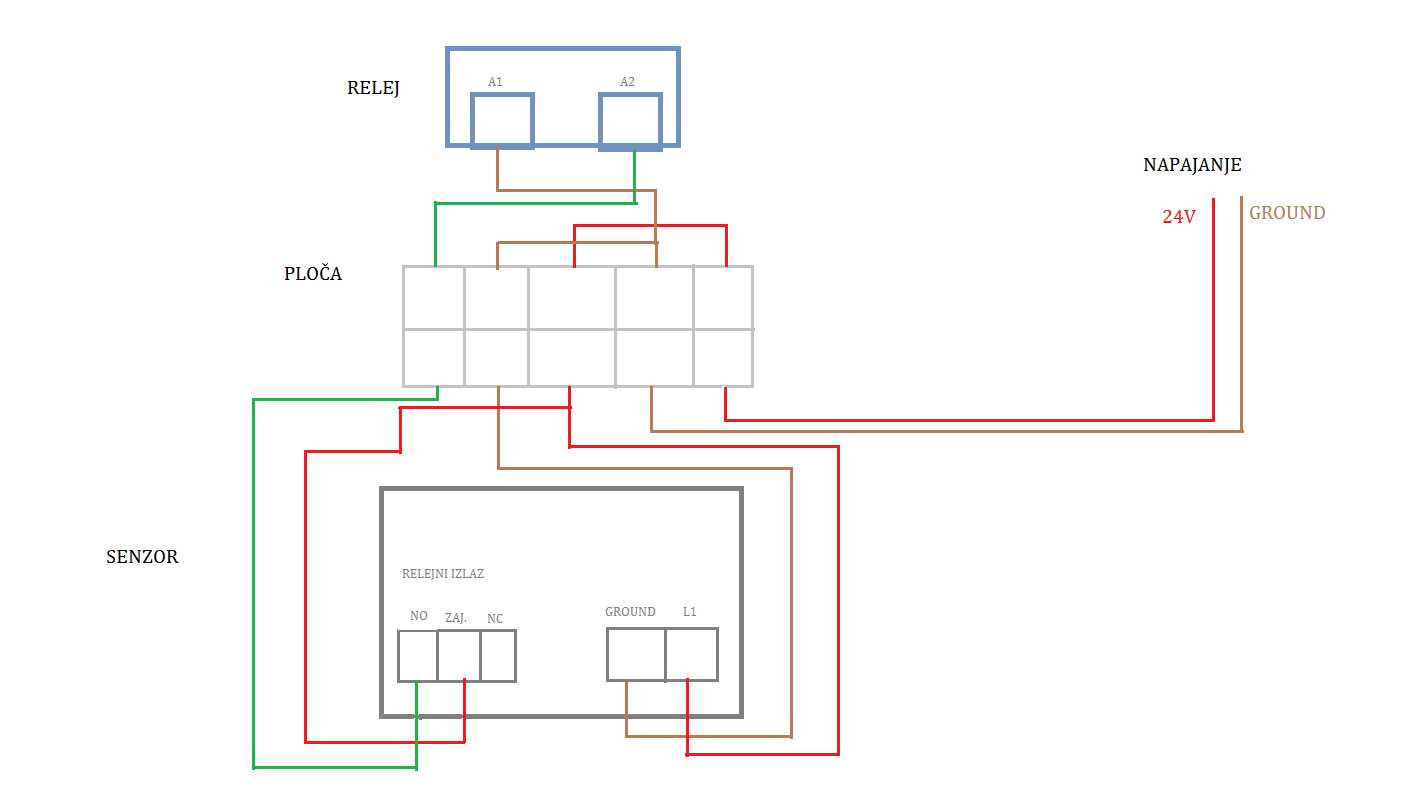 A1
A2
RELEJ
NAPAJANJE
24V
GROUND
PLOČA
SENZOR
RELEJNI IZLAZ
NO
ZAJ.
NC
GROUND
L1